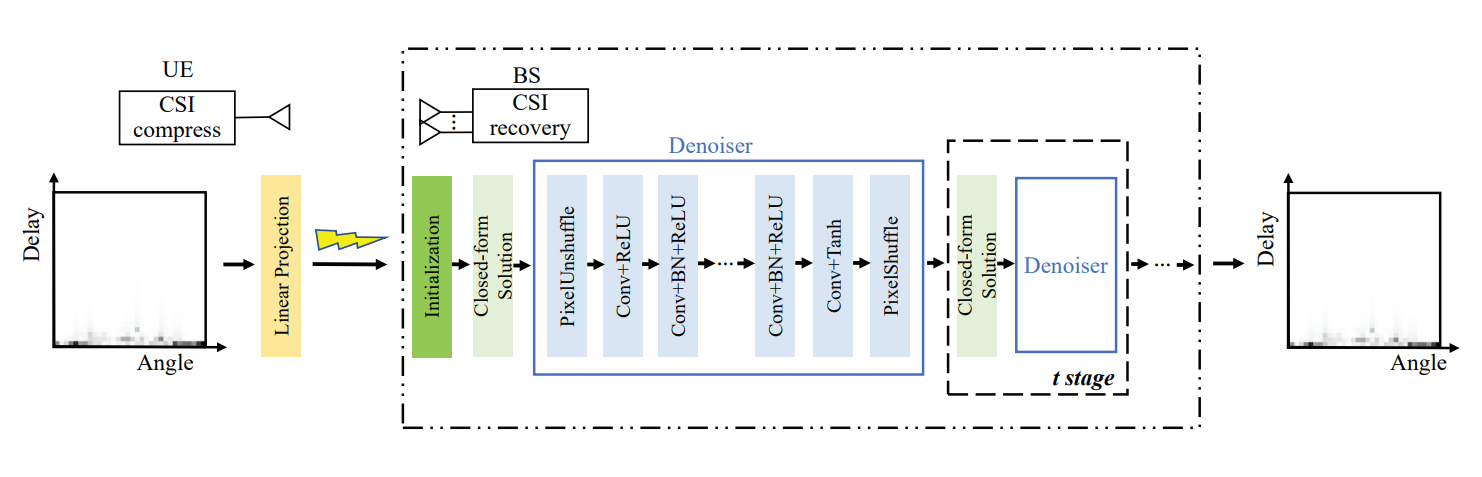 UE
CSI
compress
BS
CSI
recovery
Denoiser
Delay
Angle
Linear Projection
Initialization
Closed-form
Solution
PixelUnshuffle
Conv+ReLU
Conv+BN+ReLU
...
Conv+BN+ReLU
Conv+Tanh
PixelShuffle
Closed-form
Solution
Denoiser
t stage
...
Delay
Angle